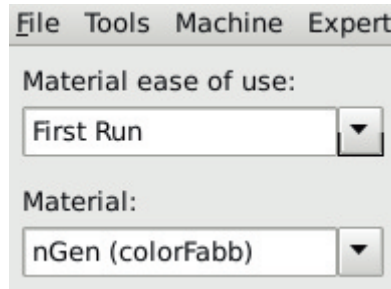 File Tools Machine Expert
Material ease of use:
First Run
Material:
nGen (colorFabb)